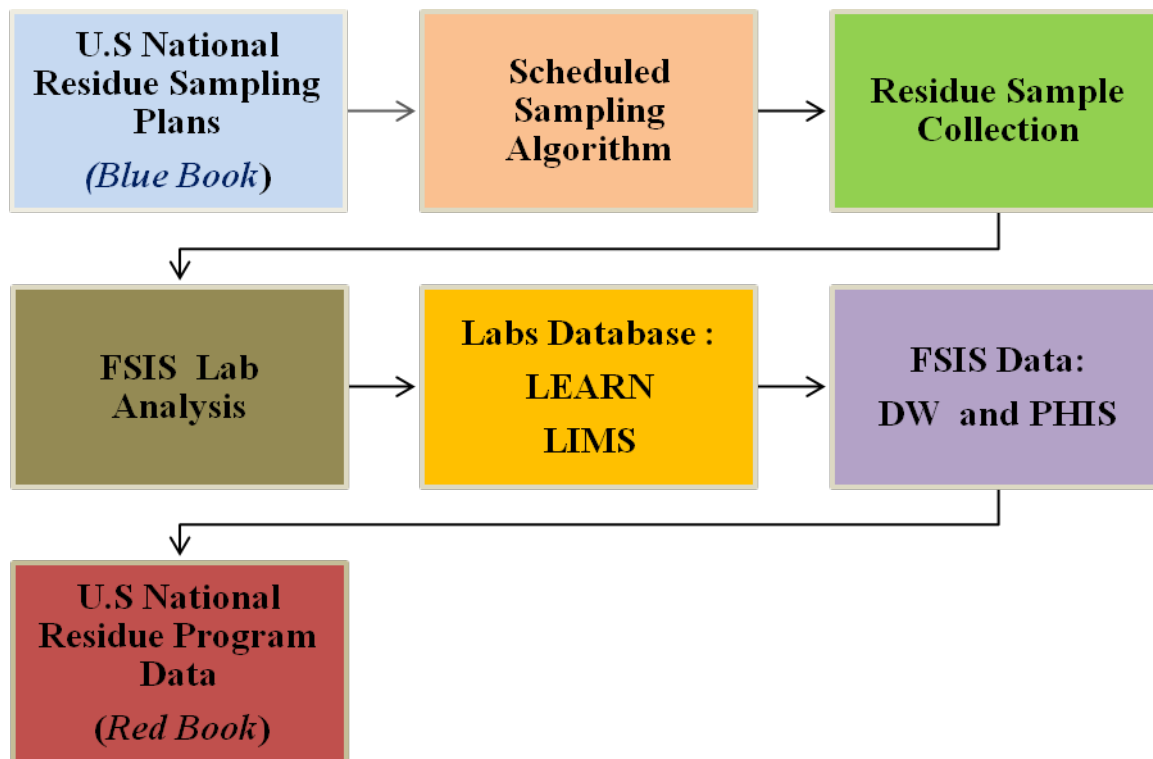 U.S National
Residue Sampling
Plans
(Blue Book)
Scheduled
Sampling
Algorithm
Residue Sample
Collection
FSIS Lab
Analysis
Labs Database :
LEARN
LIMS
FSIS Data:
DW and PHIS
U.S National
Residue Program
Data
(Red Book)